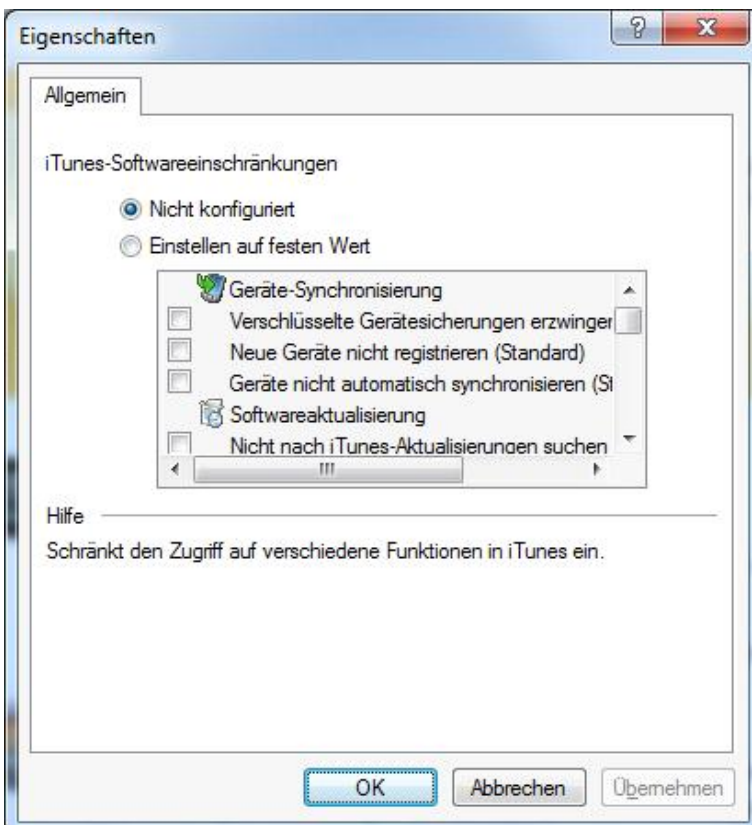 Eigenschaften
Allgemein
iTunes-Softwareeinschränkungen
Nicht konfiguriert
Einstellen auf festen Wert
Geräte-Synchronisierung
Verschlüsselte Gerätesicherungen erzwingen
Neue Geräte nicht registrieren (Standard)
Geräte nicht automatisch synchronisieren (St
Softwareaktualisierung
Nicht nach iTunes-Aktualisierungen suchen
Hilfe
Schränkt den Zugriff auf verschiedene Funktionen in iTunes ein.
OK
Abbrechen
Übernehmen